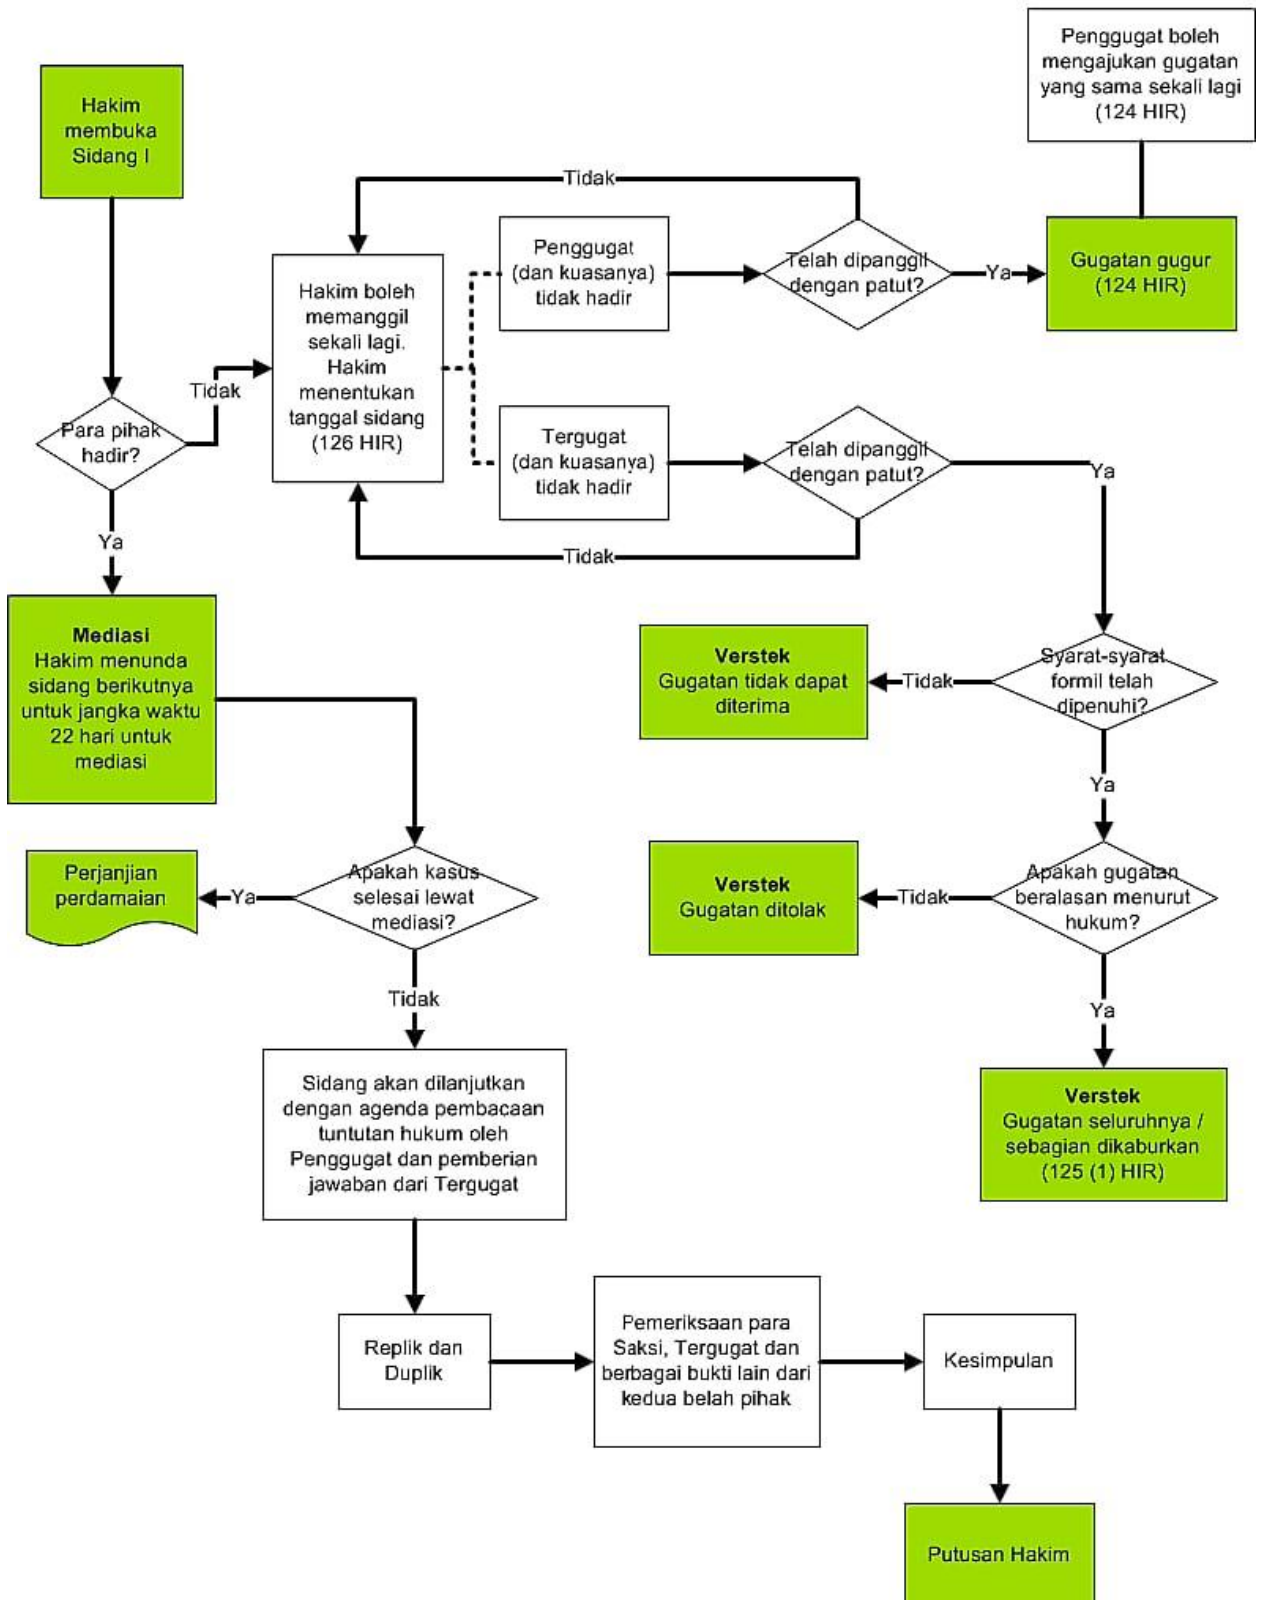 Penggugat boleh
mengajukan gugatan
yang sama sekali lagi
(124 HIR)
Hakim
membuka
Sidang I
Tidak
Penggugat
(dan kuasanya)
tidak hadir
Telah dipanggil
dengan patut?
Ya
Gugatan gugur
(124 HIR)
Hakim boleh
memanggil
sekali lagi.
Hakim
menentukan
tanggal sidang
(126 HIR)
Tidak
Para pihak
hadir?
Tergugat
(dan kuasanya)
tidak hadir
Telah dipanggil
dengan patut?
Ya
Tidak
Ya
Mediasi
Hakim menunda
sidang berikutnya
untuk jangka waktu
22 hari untuk
mediasi
Verstek
Gugatan tidak dapat
diterima
Tidak
Syarat-syarat
formil telah
dipenuhi?
Ya
Perjanjian
perdamaian
Ya
Apakah kasus
selesai lewat
mediasi?
Verstek
Gugatan ditolak
Tidak
Apakah gugatan
beralasan menurut
hukum?
Tidak
Ya
Sidang akan dilanjutkan
dengan agenda pembacaan
tuntutan hukum oleh
Penggugat dan pemberian
jawaban dari Tergugat
Verstek
Gugatan seluruhnya /
sebagian dikaburkan
(125 (1) HIR)
Replik dan
Duplik
Pemeriksaan para
Saksi, Tergugat dan
berbagai bukti lain dari
kedua belah pihak
Kesimpulan
Putusan Hakim